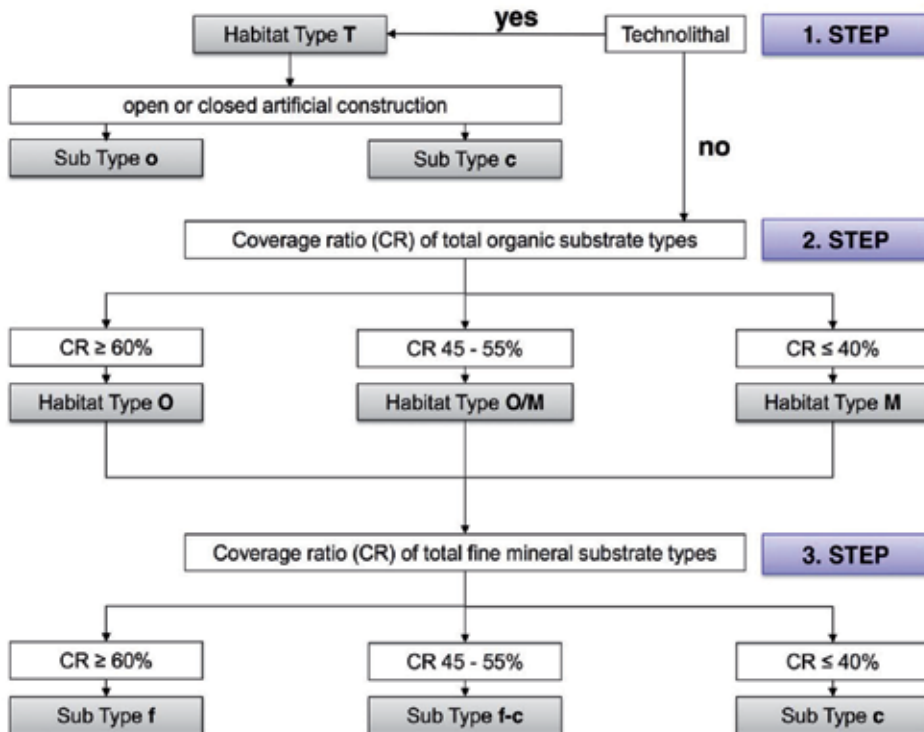 yes
Habitat Type T
Technolithal
1. STEP
open or closed artificial construction
Sub Type o
Sub Type c
no
Coverage ratio (CR) of total organic substrate types
2. STEP
CR ≥ 60%
CR 45 - 55%
CR ≤ 40%
Habitat Type O
Habitat Type O/M
Habitat Type M
Coverage ratio (CR) of total fine mineral substrate types
3. STEP
CR ≥ 60%
CR 45 - 55%
CR ≤ 40%
Sub Type f
Sub Type f-c
Sub Type c